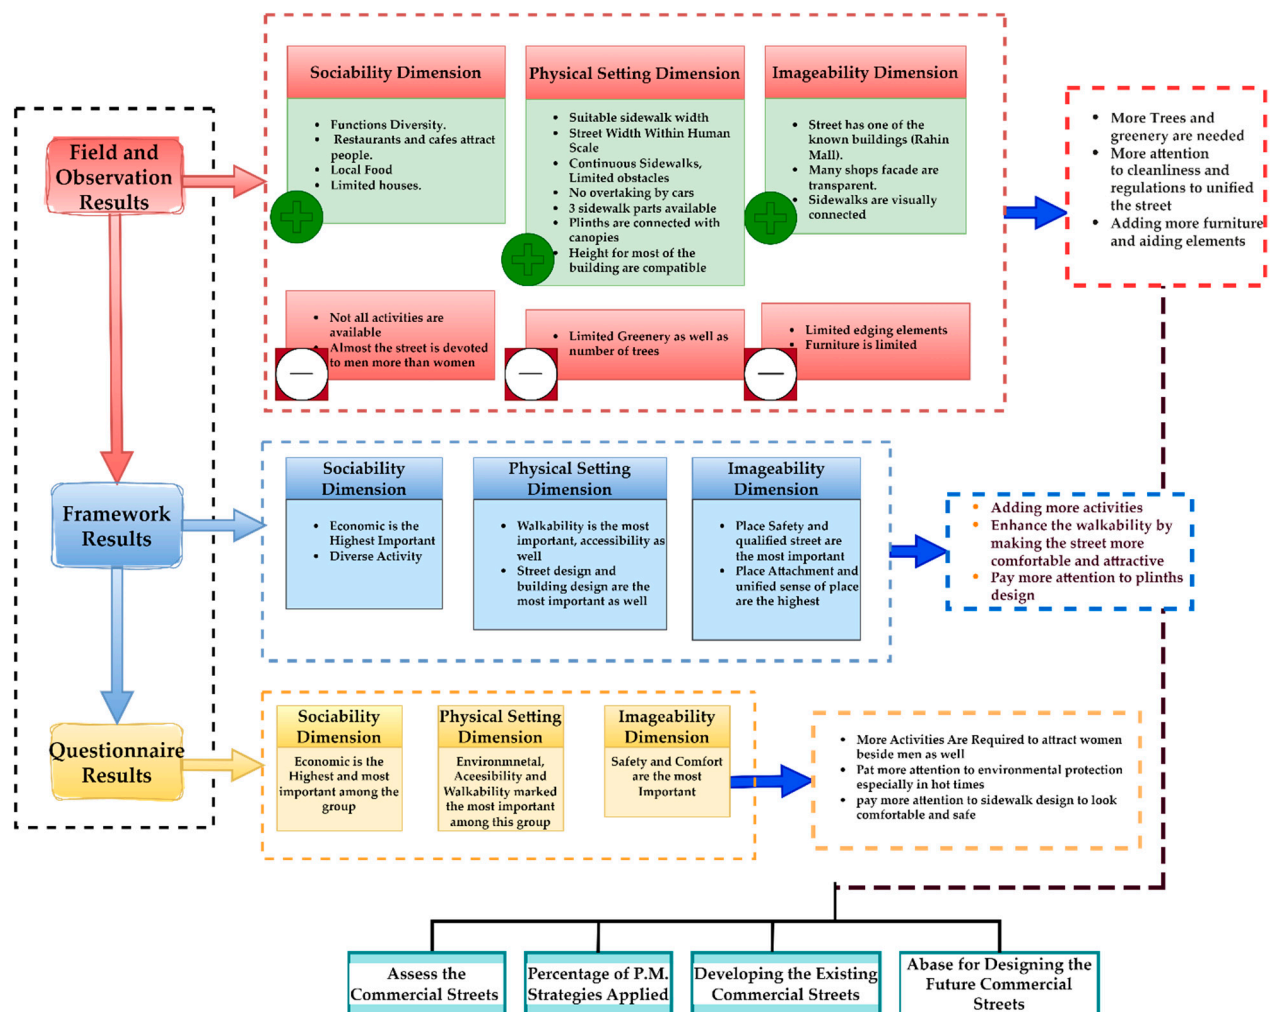 Field and
Observation
Results
Sociability Dimension
• Functions Diversity.
• Restaurants and cafes attract
people.
• Local Food
• Limited houses.
Physical Setting Dimension
• Suitable sidewalk width
• Street Width Within Human
Scale
• Continuous Sidewalks,
Limited obstacles
• No overtaking by cars
• 3 sidewalk parts available
• Plinths are connected with
canopies
• Height for most of the
building are compatible
Imageability Dimension
• Street has one of the
known buildings (Rahin
Mall).
• Many shops facade are
transparent.
• Sidewalks are visually
connected
• Not all activities are
available
• Almost the street is devoted
to men more than women
• Limited Greenery as well as
number of trees
• Limited edging elements
• Furniture is limited
• More Trees and
greenery are needed
• More attention
to cleanliness and
regulations to unified
the street
• Adding more furniture
and aiding elements
Framework
Results
Sociability
Dimension
• Economic is the
Highest Important
• Diverse Activity
Physical Setting
Dimension
• Walkability is the most
important, accessibility as
well
• Street design and
building design are the
most important as well
Imageability
Dimension
• Place Safety and
qualified street are
the most important
• Place Attachment and
unified sense of place
are the highest
• Adding more activities
• Enhance the walkability by
making the street more
comfortable and attractive
• Pay more attention to plinths
design
Questionnaire
Results
Sociability
Dimension
Economic is the
Highest and most
important among the
group
Physical Setting
Dimension
Environmnetal,
Aceesibility and
Walkability marked
the most important
among this group
Imageability
Dimension
Safety and Comfort
are the most
Important
• More Activities Are Required to attract women
beside men as well
• Pat more attention to environmental protection
especially in hot times
• pay more attention to sidewalk design to look
comfortable and safe
Assess the
Commercial Streets
Percentage of P.M.
Strategies Applied
Developing the Existing
Commercial Streets
Abase for Designing the
Future Commercial
Streets